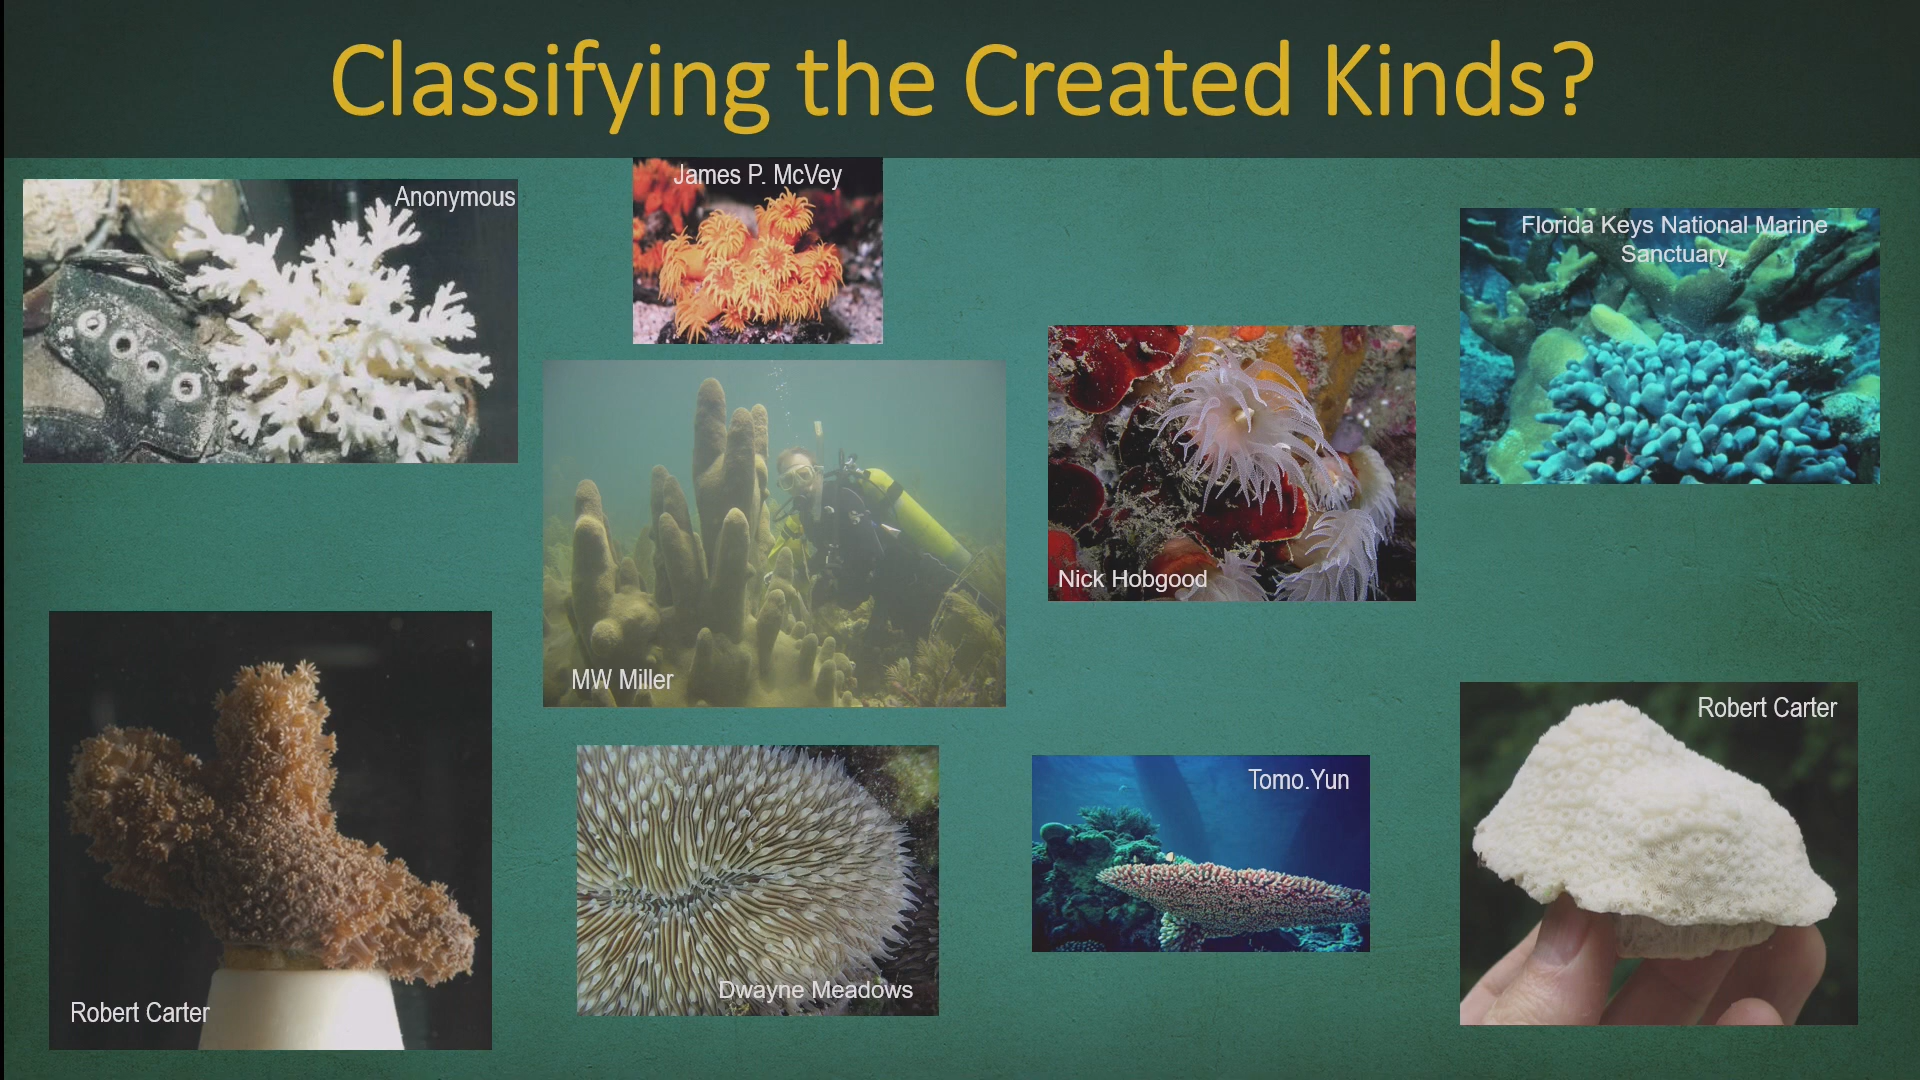 Classifying the Created Kinds?
Anonymous
James P. McVey
Florida Keys National Marine
Sanctuary
Nick Hobgood
MW Miller
Robert Carter
Tomo.Yun
Dwayne Meadows
Robert Carter